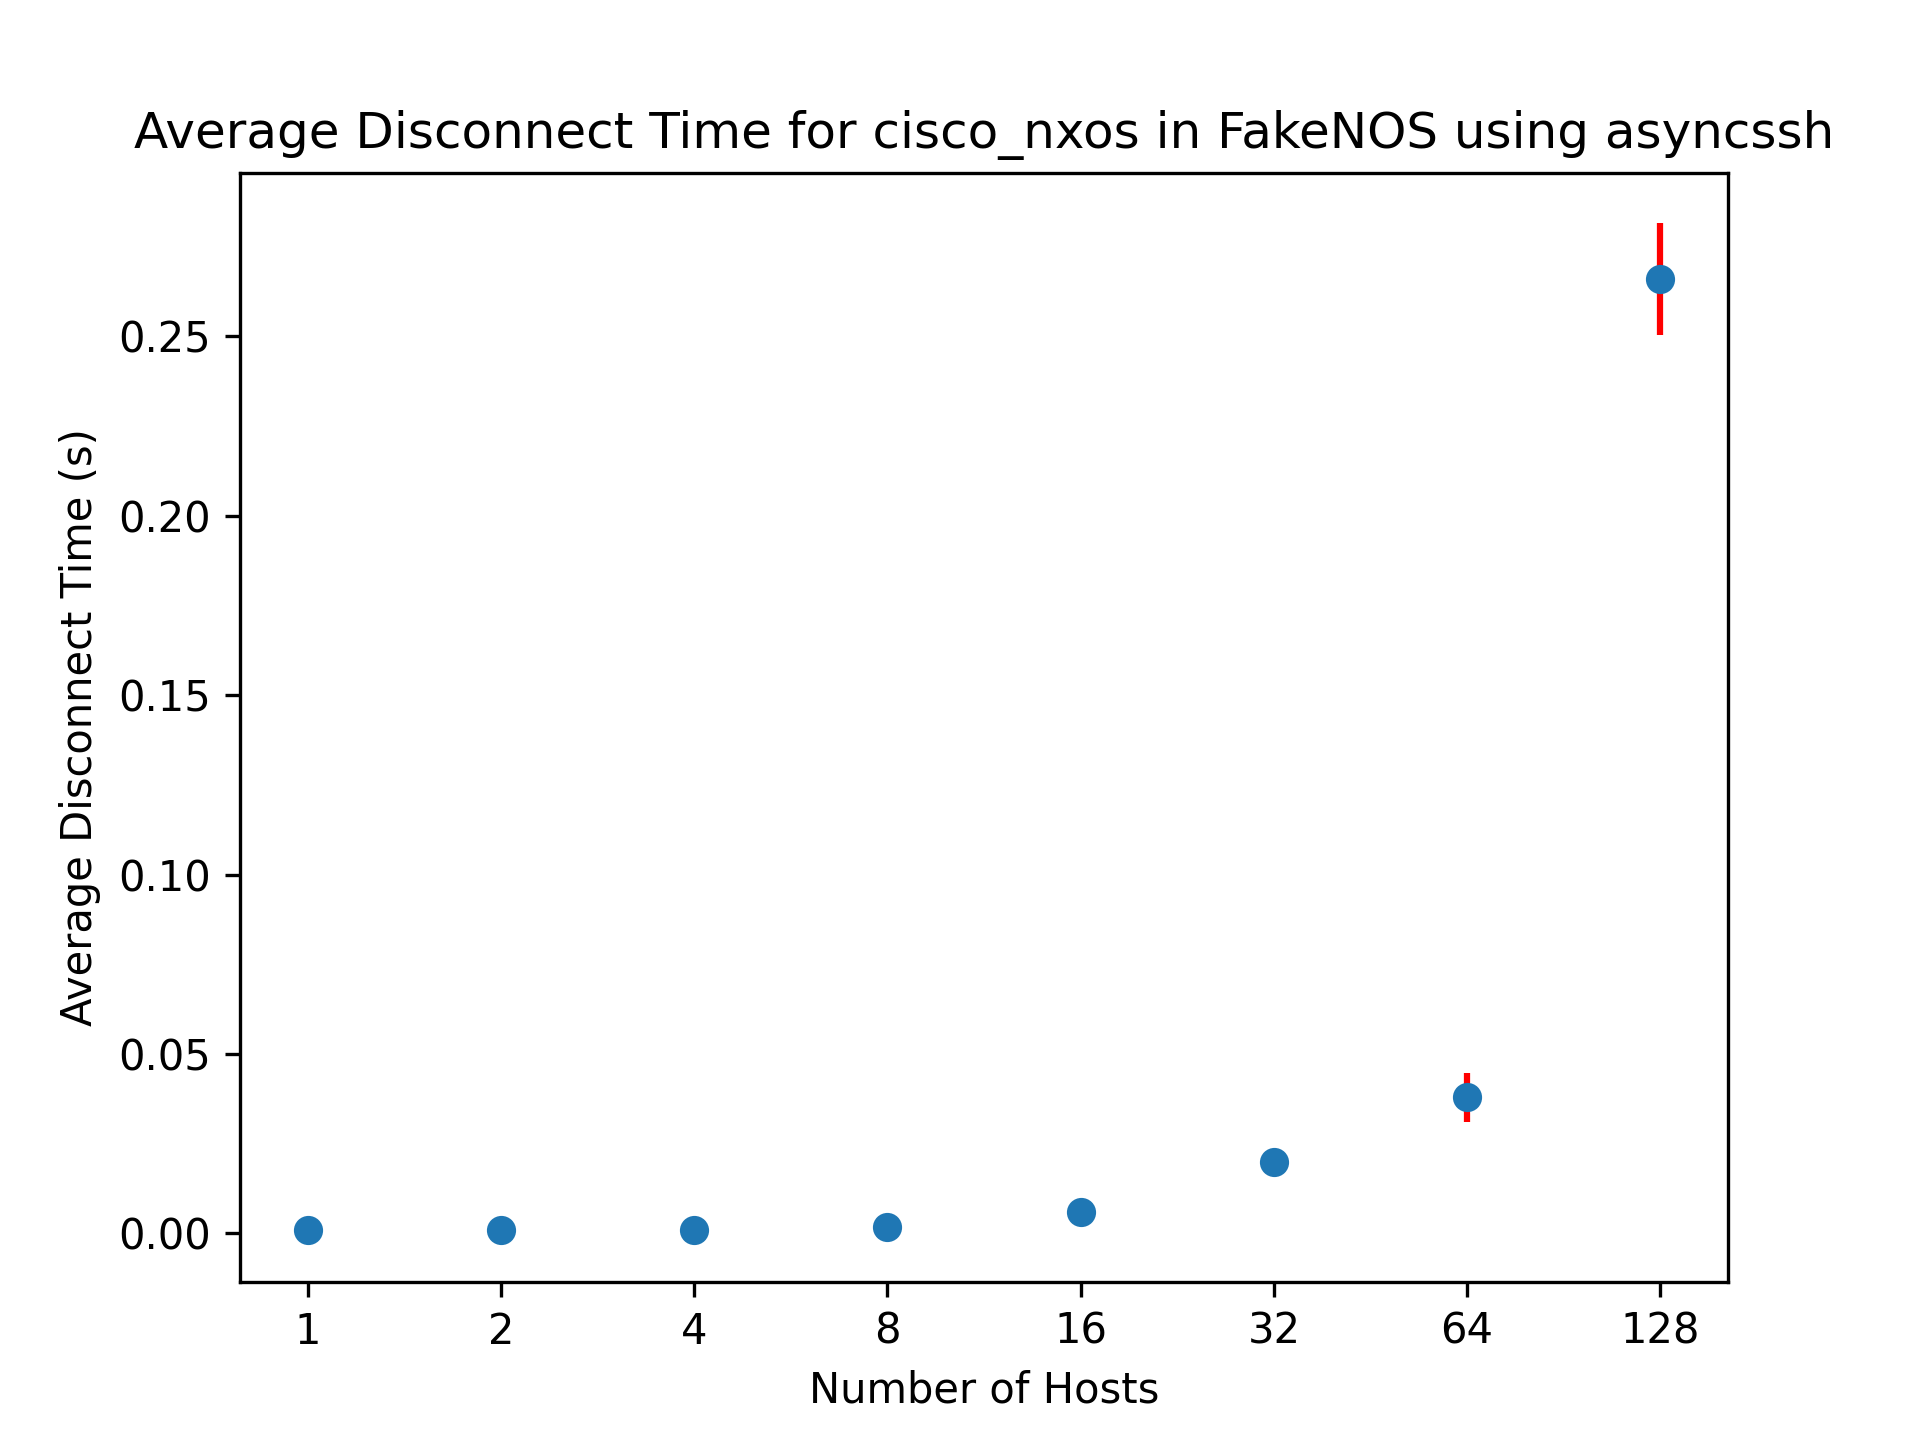 Average Disconnect Time for cisco_nxos in FakeNOS using asyncssh
Average Disconnect Time (s)
0.25
0.20
0.15
0.10
0.05
0.00
1 2 4 8 16 32 64 128
Number of Hosts